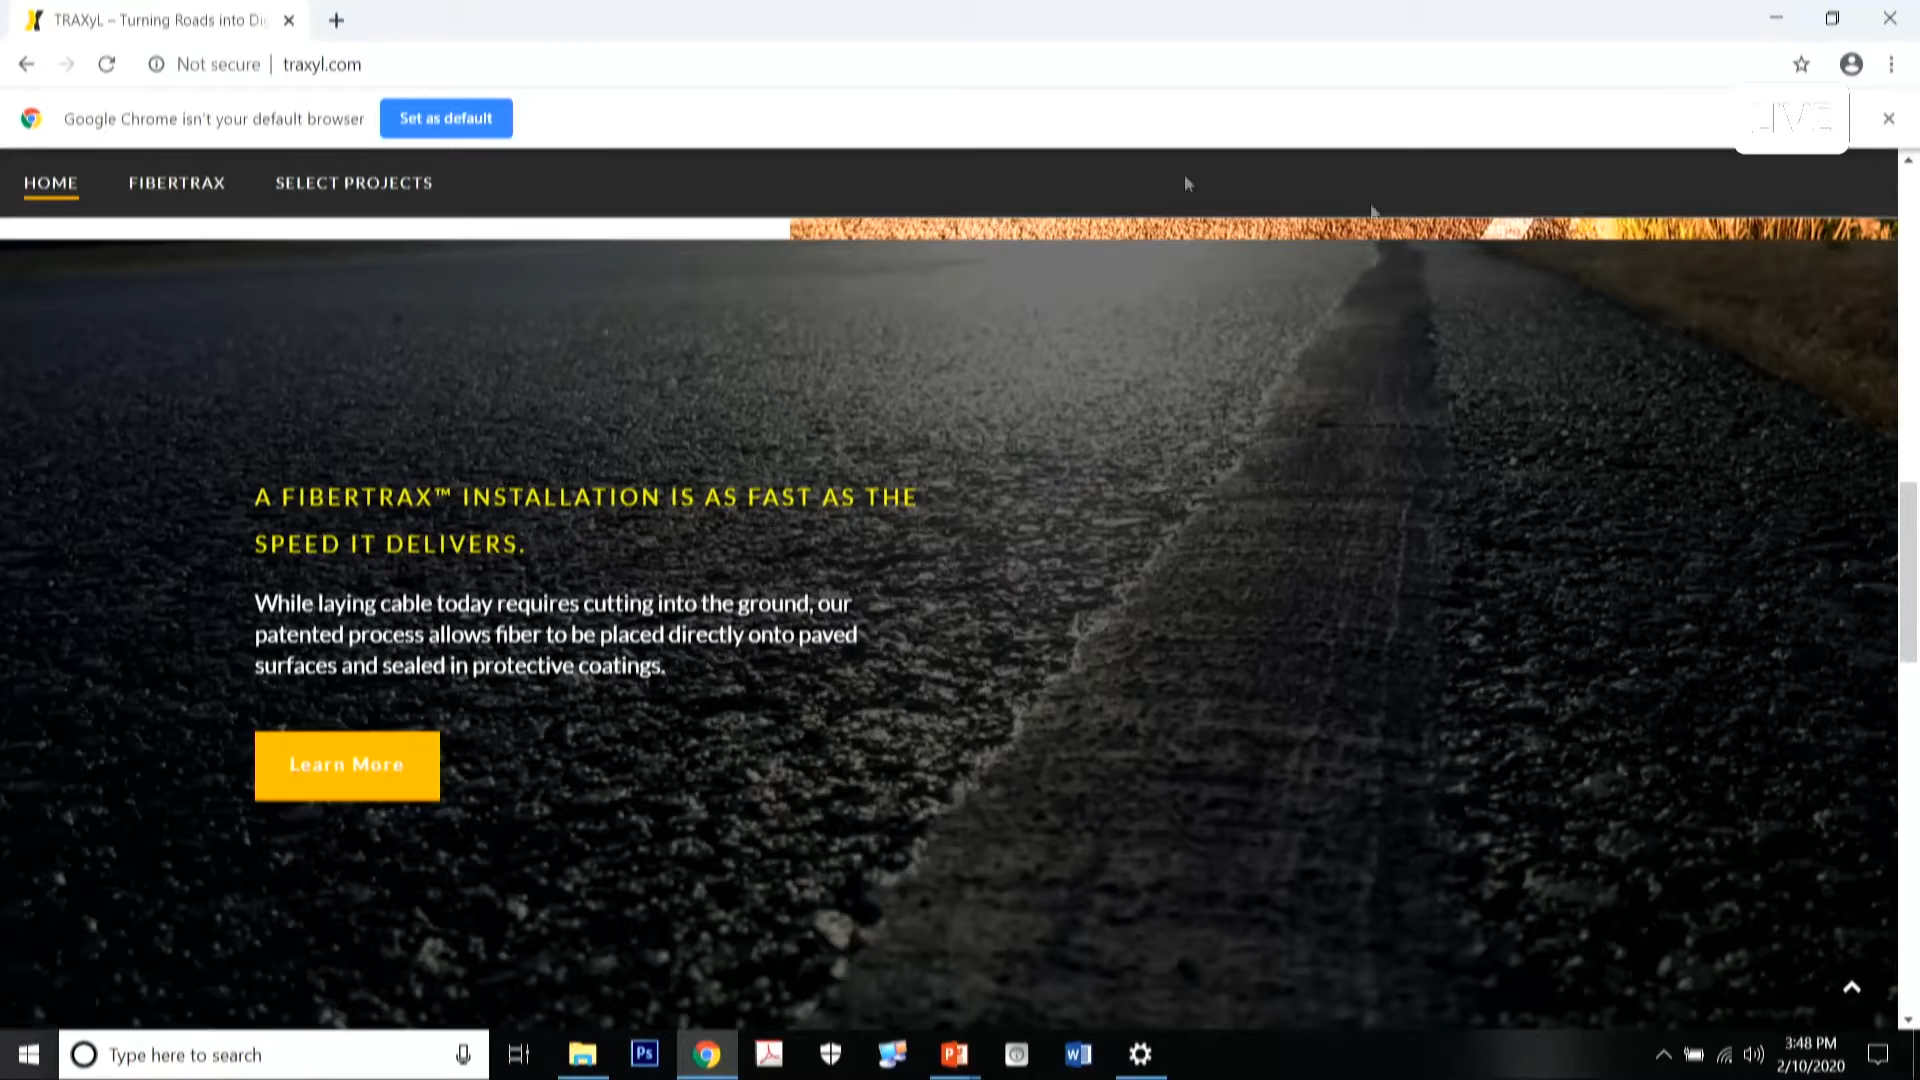 TRAXyL – Turning Roads into Di
Not secure | traxyl.com
Google Chrome isn't your default browser
Set as default
LIVE
HOME
FIBERTRAX
SELECT PROJECTS
A FIBERTRAX™ INSTALLATION IS AS FAST AS THE
SPEED IT DELIVERS.
While laying cable today requires cutting into the ground, our
patented process allows fiber to be placed directly onto paved
surfaces and sealed in protective coatings.
Learn More
Type here to search
Ps
3:48 PM
2/10/2020